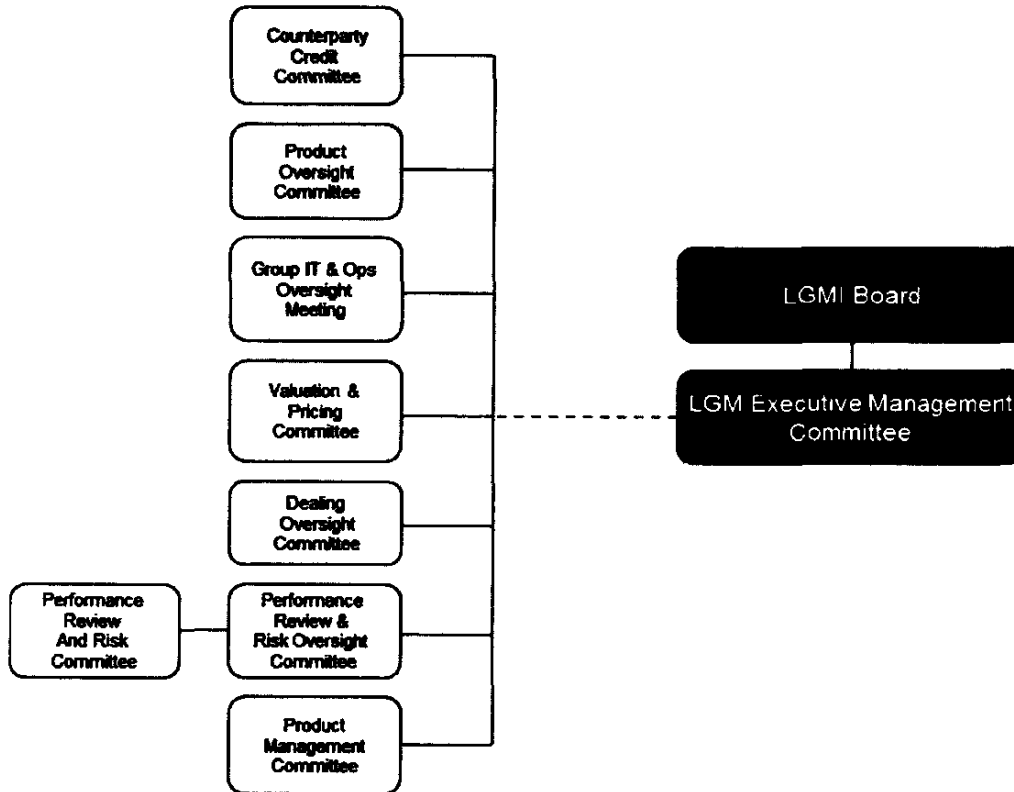 Counterparty
Credit
Committee
Product
Oversight
Committee
Group IT & Ops
Oversight
Meeting
LGMI Board
Valuation &
Pricing
Committee
LGM Executive Management
Committee
Dealing
Oversight
Committee
Performance
Review
And Risk
Committee
Performance
Review &
Risk Oversight
Committee
Product
Management
Committee